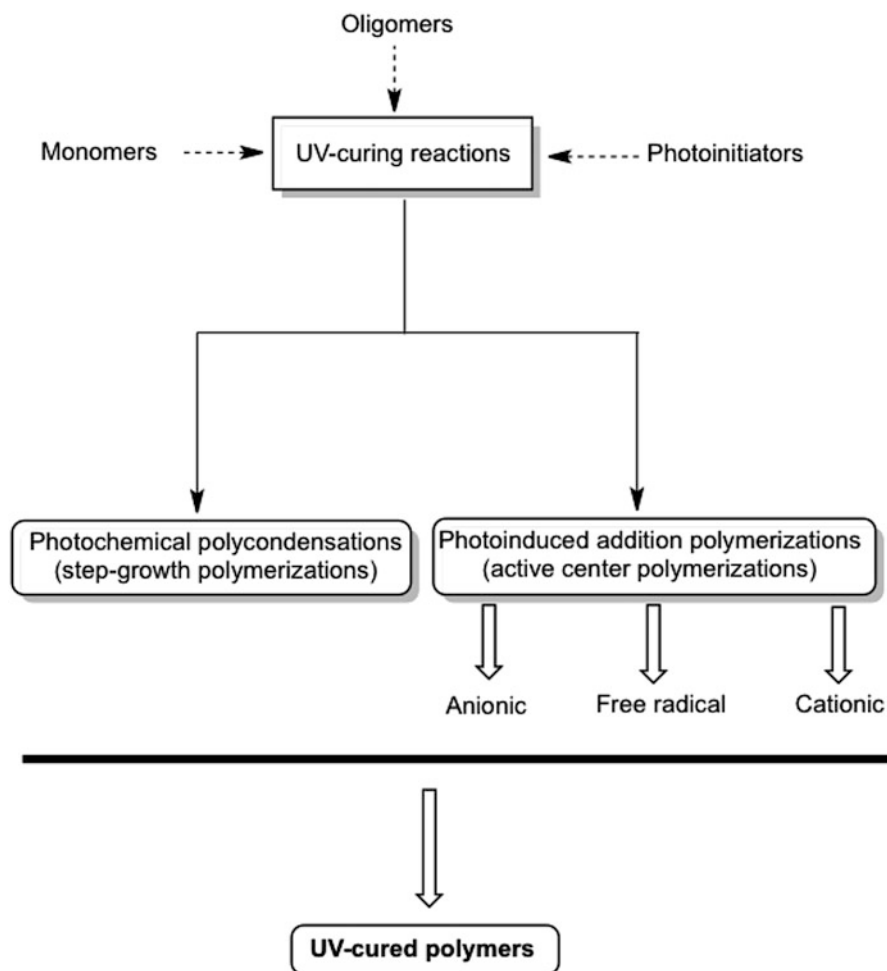 Oligomers
Monomers
UV-curing reactions
Photoinitiators
Photochemical polycondensations
(step-growth polymerizations)
Photoinduced addition polymerizations
(active center polymerizations)
Anionic
Free radical
Cationic
UV-cured polymers